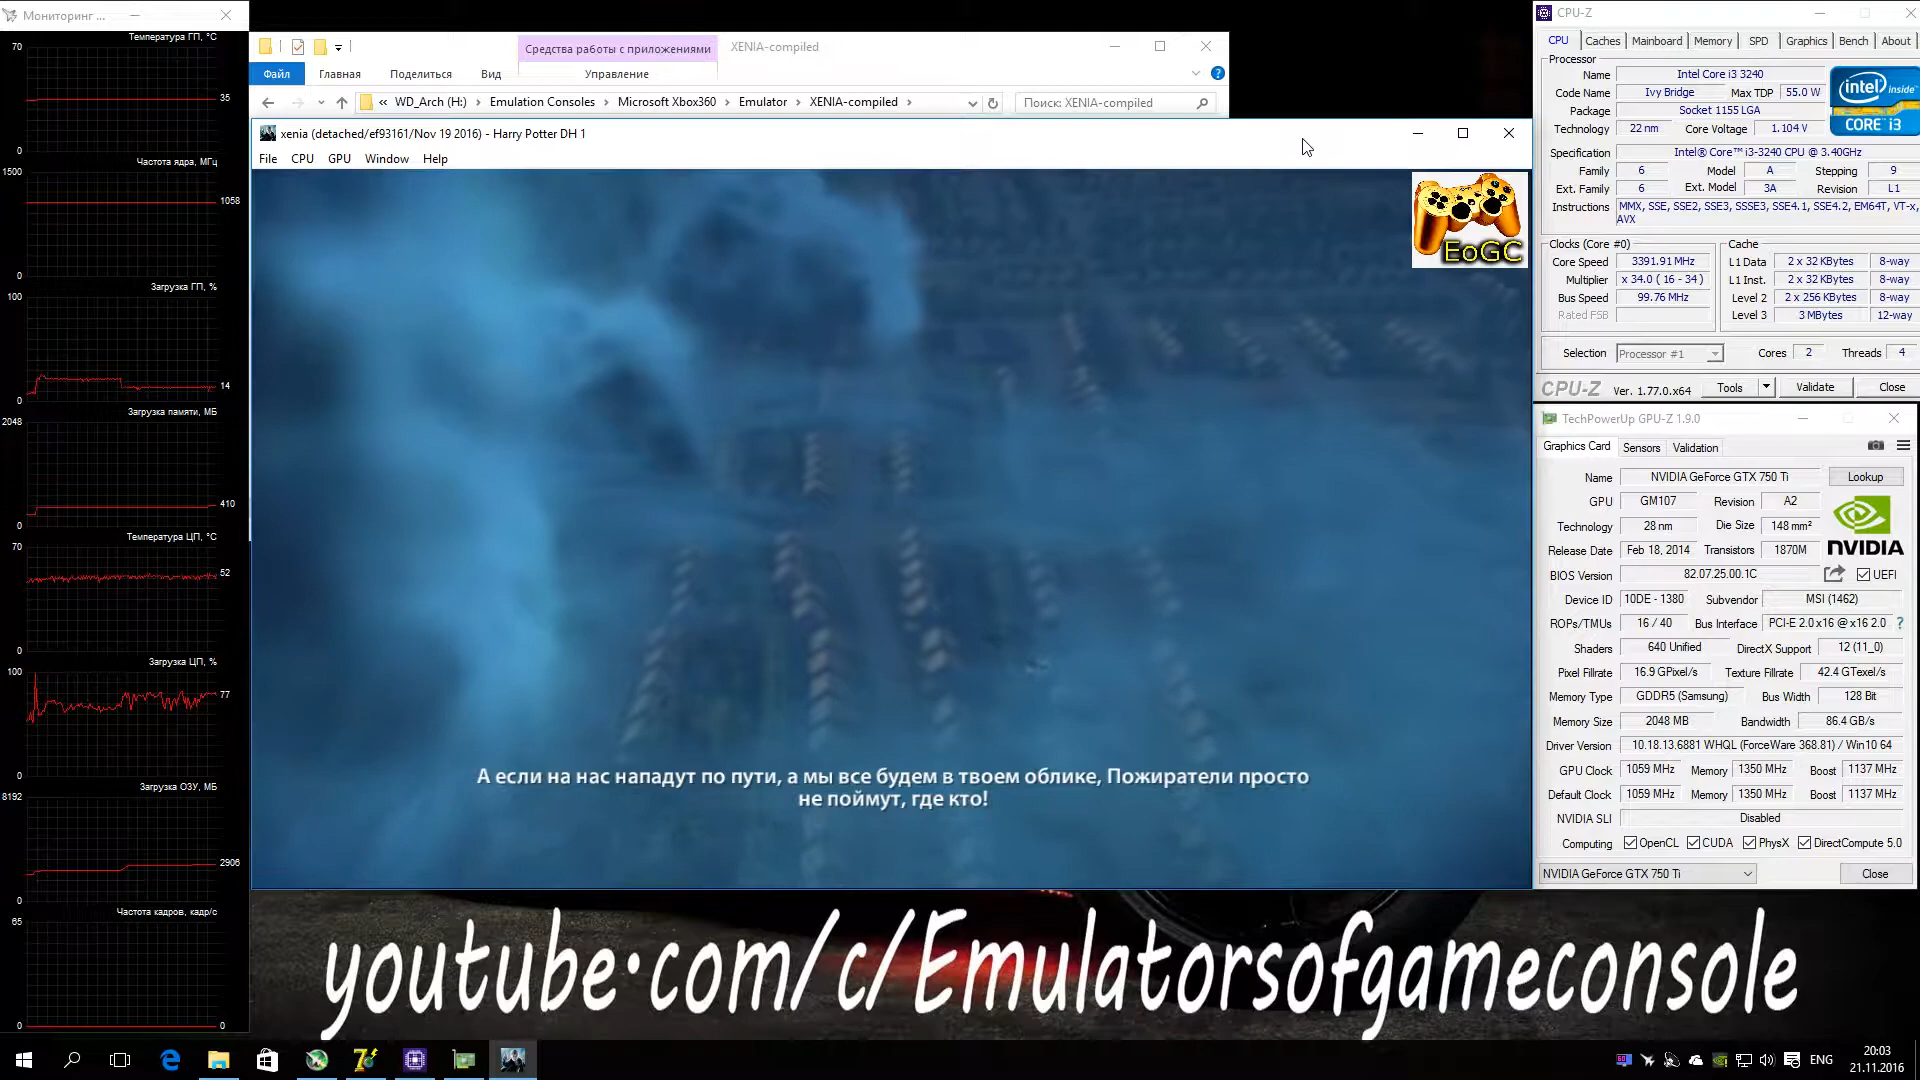 Мониторинг ...
Температура ГП, °C
70
35
0
Частота ядра, МГц
1500
1058
0
Загрузка ГП, %
100
14
0
Загрузка памяти, МБ
2048
410
0
Температура ЦП, °C
70
52
0
Загрузка ЦП, %
100
77
0
Загрузка ОЗУ, МБ
8192
2906
0
Частота кадров, кадр/с
65
0
0
Средства работы с приложениями
XENIA-compiled
Файл
Главная
Поделиться
Вид
Управление
« WD_Arch (H:) › Emulation Consoles › Microsoft Xbox360 › Emulator › XENIA-compiled ›
Поиск: XENIA-compiled
xenia (detached/ef93161/Nov 19 2016) - Harry Potter DH 1
File CPU GPU Window Help
EoGC
А если на нас нападут по пути, а мы все будем в твоем облике, Пожиратели просто
не поймут, где кто!
youtube.com/c/Emulatorsofgameconsole
CPU-Z
CPU Caches Mainboard Memory SPD Graphics Bench About
Processor
Name Intel Core i3 3240
Code Name Ivy Bridge Max TDP 55.0 W
Package Socket 1155 LGA
Technology 22 nm Core Voltage 1.104 V
intel inside™
CORE i3
Specification Intel® Core™ i3-3240 CPU @ 3.40GHz
Family 6 Model A Stepping 9
Ext. Family 6 Ext. Model 3A Revision L1
Instructions MMX, SSE, SSE2, SSE3, SSSE3, SSE4.1, SSE4.2, EM64T, VT-x,
AVX
Clocks (Core #0)
Core Speed 3391.91 MHz
Multiplier x 34.0 ( 16 - 34 )
Bus Speed 99.76 MHz
Rated FSB
Cache
L1 Data 2 x 32 KBytes 8-way
L1 Inst. 2 x 32 KBytes 8-way
Level 2 2 x 256 KBytes 8-way
Level 3 3 MBytes 12-way
Selection Processor #1 Cores 2 Threads 4
CPU-Z Ver. 1.77.0.x64 Tools Validate Close
TechPowerUp GPU-Z 1.9.0
Graphics Card Sensors Validation
Name NVIDIA GeForce GTX 750 Ti Lookup
GPU GM107 Revision A2
Technology 28 nm Die Size 148 mm²
Release Date Feb 18, 2014 Transistors 1870M
NVIDIA
BIOS Version 82.07.25.00.1C UEFI
Device ID 10DE - 1380 Subvendor MSI (1462)
ROPs/TMUs 16 / 40 Bus Interface PCI-E 2.0 x16 @ x16 2.0 ?
Shaders 640 Unified DirectX Support 12 (11_0)
Pixel Fillrate 16.9 GPixel/s Texture Fillrate 42.4 GTexel/s
Memory Type GDDR5 (Samsung) Bus Width 128 Bit
Memory Size 2048 MB Bandwidth 86.4 GB/s
Driver Version 10.18.13.6881 WHQL (ForceWare 368.81) / Win10 64
GPU Clock 1059 MHz Memory 1350 MHz Boost 1137 MHz
Default Clock 1059 MHz Memory 1350 MHz Boost 1137 MHz
NVIDIA SLI Disabled
Computing OpenCL CUDA PhysX DirectCompute 5.0
NVIDIA GeForce GTX 750 Ti Close
ENG
20:03
21.11.2016